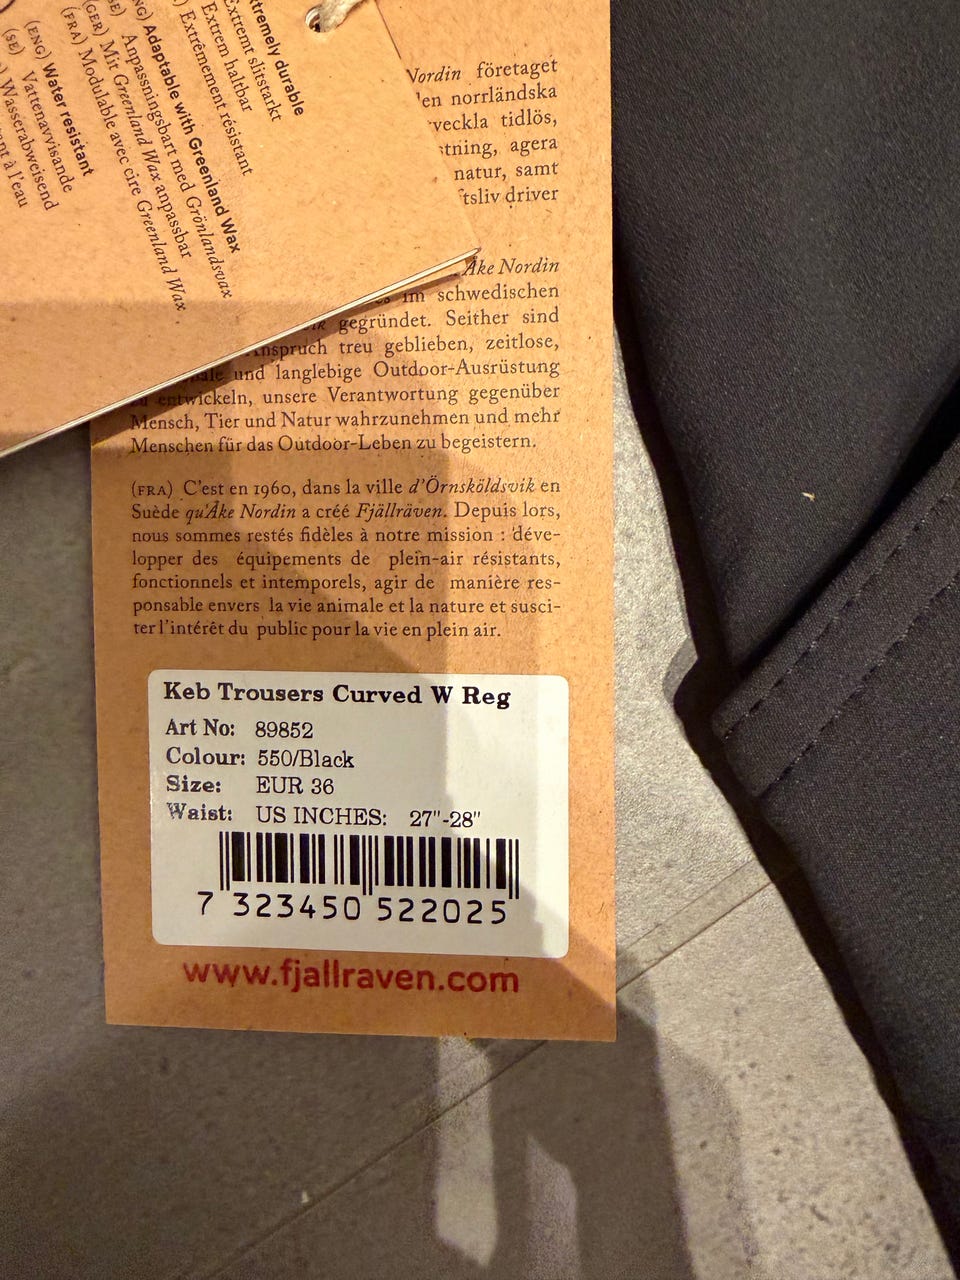 Extremt slitstarkt
Extrem haltbar
Extrêmement résistant
Adaptable with Greenland Wax
Anpassningsbart med Grönlandsvax
(GER) Mit Greenland Wax anpassbar
(FRA) Modulable avec cire Greenland Wax
(ENG) Water resistant
(SE) Vattenavvisande
Wasserabweisend
à l'eau
Nordin företaget
norrländska
tidlös,
agera
natur, samt
driver
Åke Nordin
im schwedischen
gegründet. Seither sind
Anspruch treu geblieben, zeitlose,
und langlebige Outdoor-Ausrüstung
entwickeln, unsere Verantwortung gegenüber
Mensch, Tier und Natur wahrzunehmen und mehr
Menschen für das Outdoor-Leben zu begeistern.
(FRA) C'est en 1960, dans la ville d'Örnsköldsvik en
Suède qu'Åke Nordin a créé Fjällräven. Depuis lors,
nous sommes restés fidèles à notre mission : déve-
lopper des équipements de plein-air résistants,
fonctionnels et intemporels, agir de manière res-
ponsable envers la vie animale et la nature et susci-
ter l'intérêt du public pour la vie en plein air.
Keb Trousers Curved W Reg
Art No: 89852
Colour: 550/Black
Size: EUR 36
Waist: US INCHES: 27"-28"
7 323450 522025
www.fjallraven.com